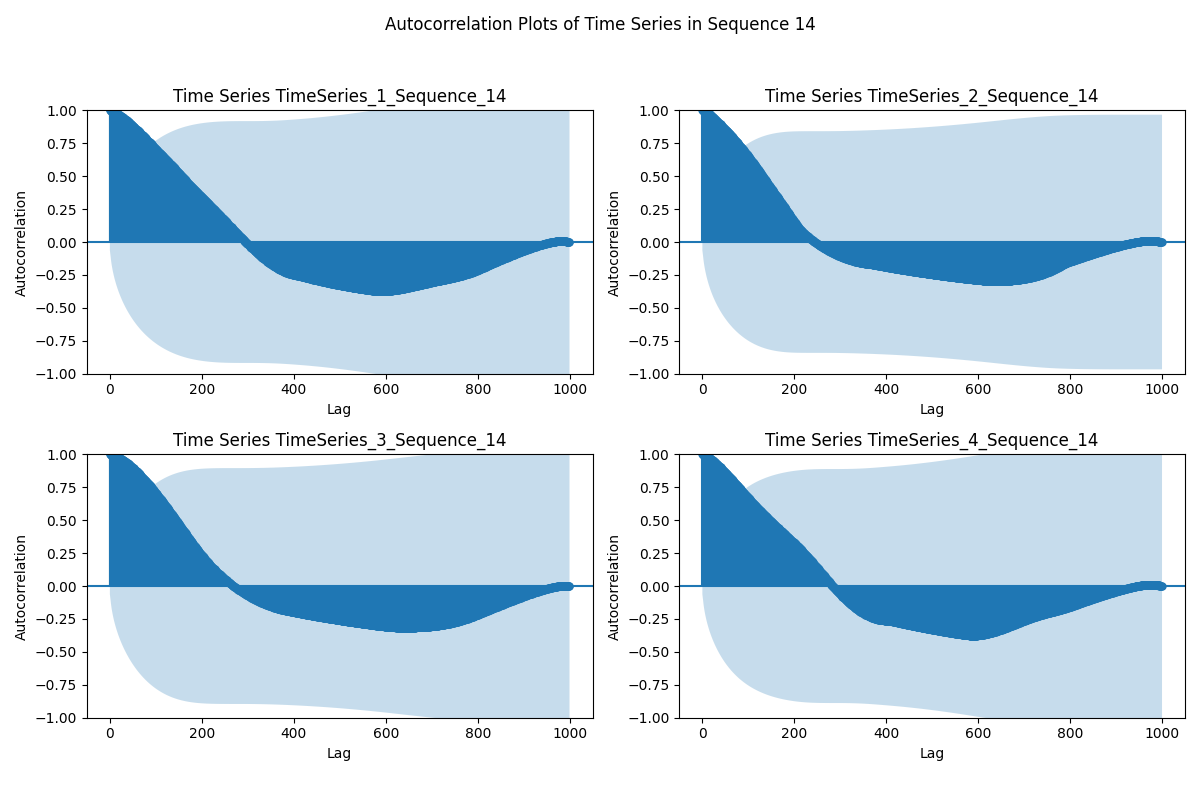 Autocorrelation Plots of Time Series in Sequence 14
Time Series TimeSeries_1_Sequence_14
1.00
0.75
0.50
0.25
0.00
−0.25
−0.50
−0.75
−1.00
Autocorrelation
0 200 400 600 800 1000
Lag
Time Series TimeSeries_2_Sequence_14
1.00
0.75
0.50
0.25
0.00
−0.25
−0.50
−0.75
−1.00
Autocorrelation
0 200 400 600 800 1000
Lag
Time Series TimeSeries_3_Sequence_14
1.00
0.75
0.50
0.25
0.00
−0.25
−0.50
−0.75
−1.00
Autocorrelation
0 200 400 600 800 1000
Lag
Time Series TimeSeries_4_Sequence_14
1.00
0.75
0.50
0.25
0.00
−0.25
−0.50
−0.75
−1.00
Autocorrelation
0 200 400 600 800 1000
Lag